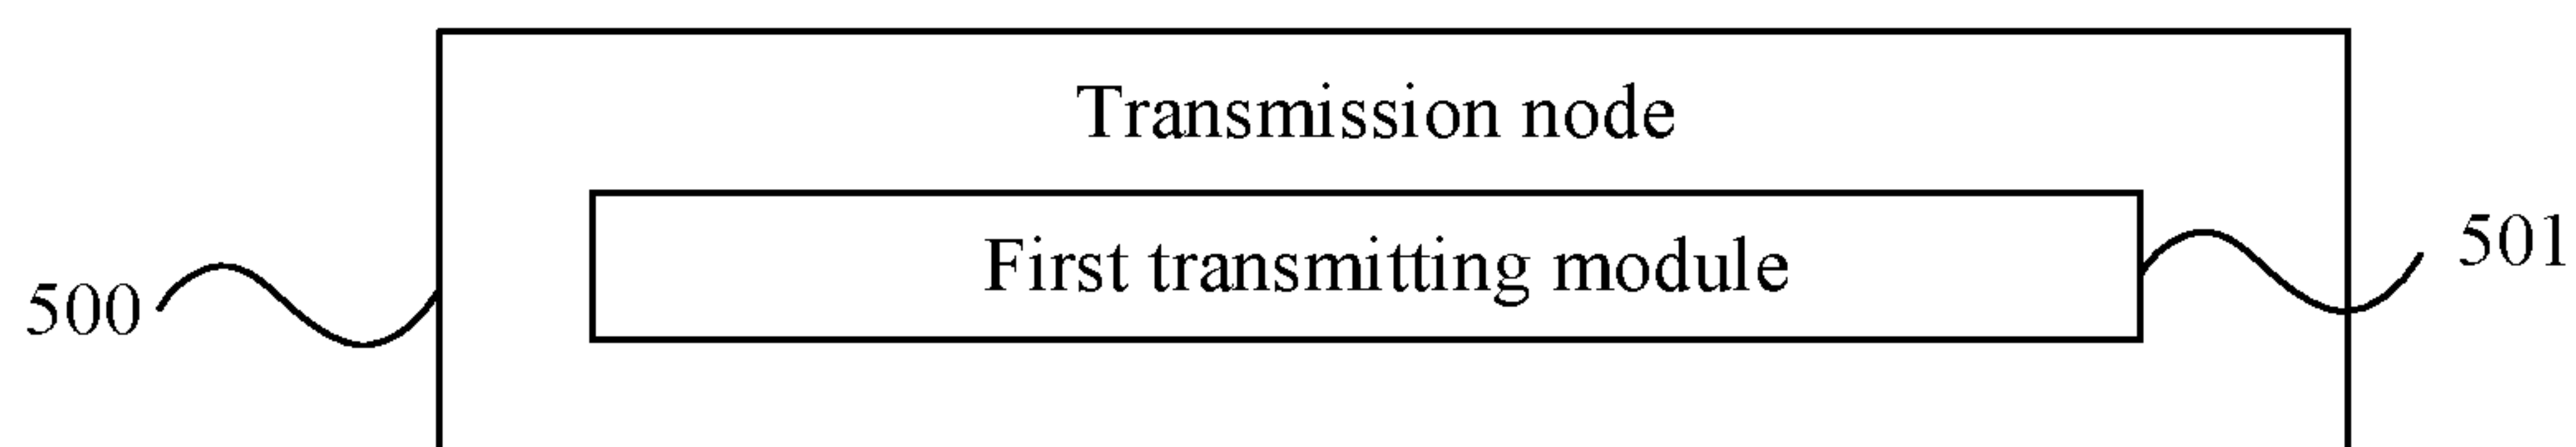 Transmission node
First transmitting module
501
500